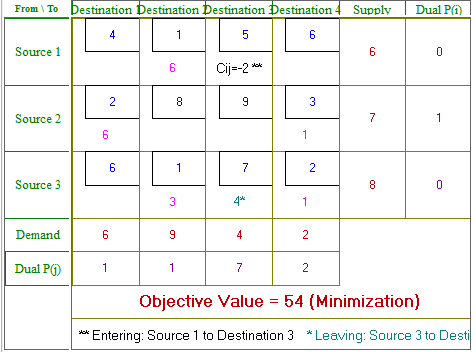 From \ To Destination 1 Destination 2 Destination 3 Destination 4 Supply Dual P(i)
Source 1 4 1 5 6 6 0
6 Cij=-2 **
Source 2 2 8 9 3 7 1
6 1
Source 3 6 1 7 2 8 0
3 4* 1
Demand 6 9 4 2
Dual P(j) 1 1 7 2
Objective Value = 54 (Minimization)
** Entering: Source 1 to Destination 3 * Leaving: Source 3 to Desti